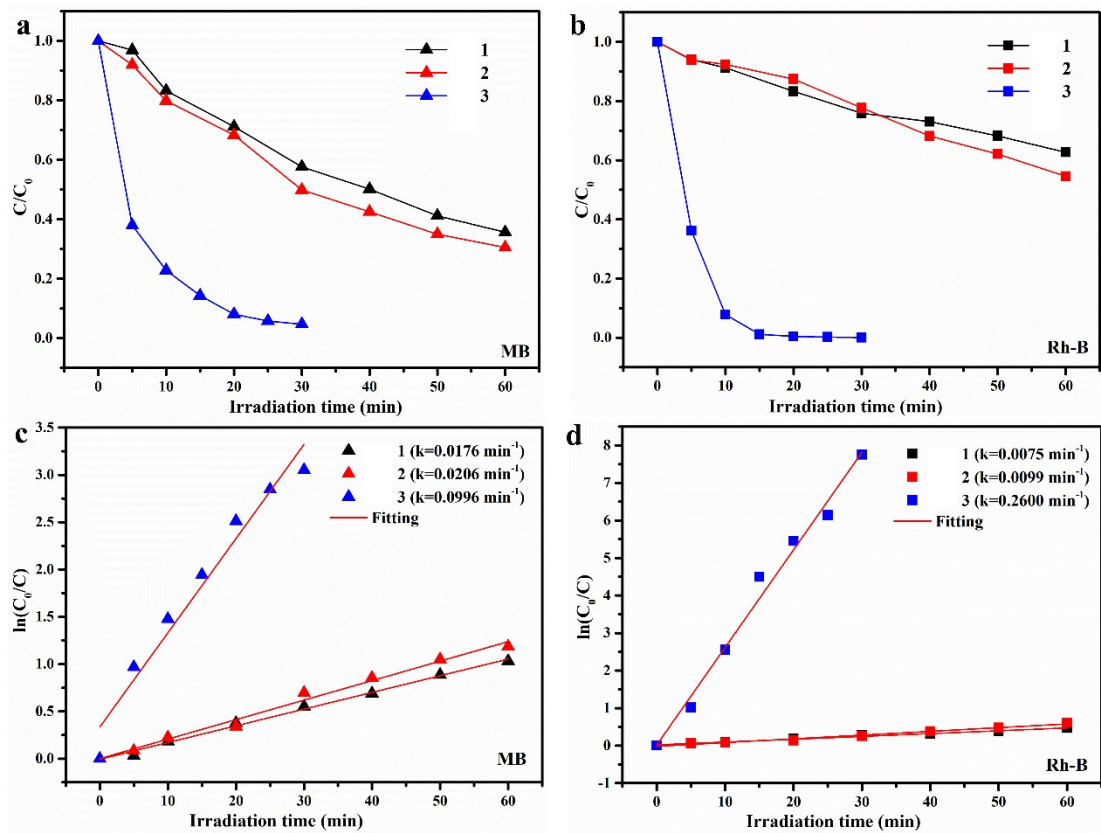 a
1
2
3
1.0
0.8
0.6
0.4
0.2
0.0
C/C₀
MB
0 10 20 30 40 50 60
Irradiation time (min)
b
1
2
3
1.0
0.8
0.6
0.4
0.2
0.0
C/C₀
Rh-B
0 10 20 30 40 50 60
Irradiation time (min)
c
1 (k=0.0176 min⁻¹)
2 (k=0.0206 min⁻¹)
3 (k=0.0996 min⁻¹)
Fitting
3.5
3.0
2.5
2.0
1.5
1.0
0.5
0.0
ln(C₀/C)
MB
0 10 20 30 40 50 60
Irradiation time (min)
d
1 (k=0.0075 min⁻¹)
2 (k=0.0099 min⁻¹)
3 (k=0.2600 min⁻¹)
Fitting
8
7
6
5
4
3
2
1
0
-1
ln(C₀/C)
Rh-B
0 10 20 30 40 50 60
Irradiation time (min)